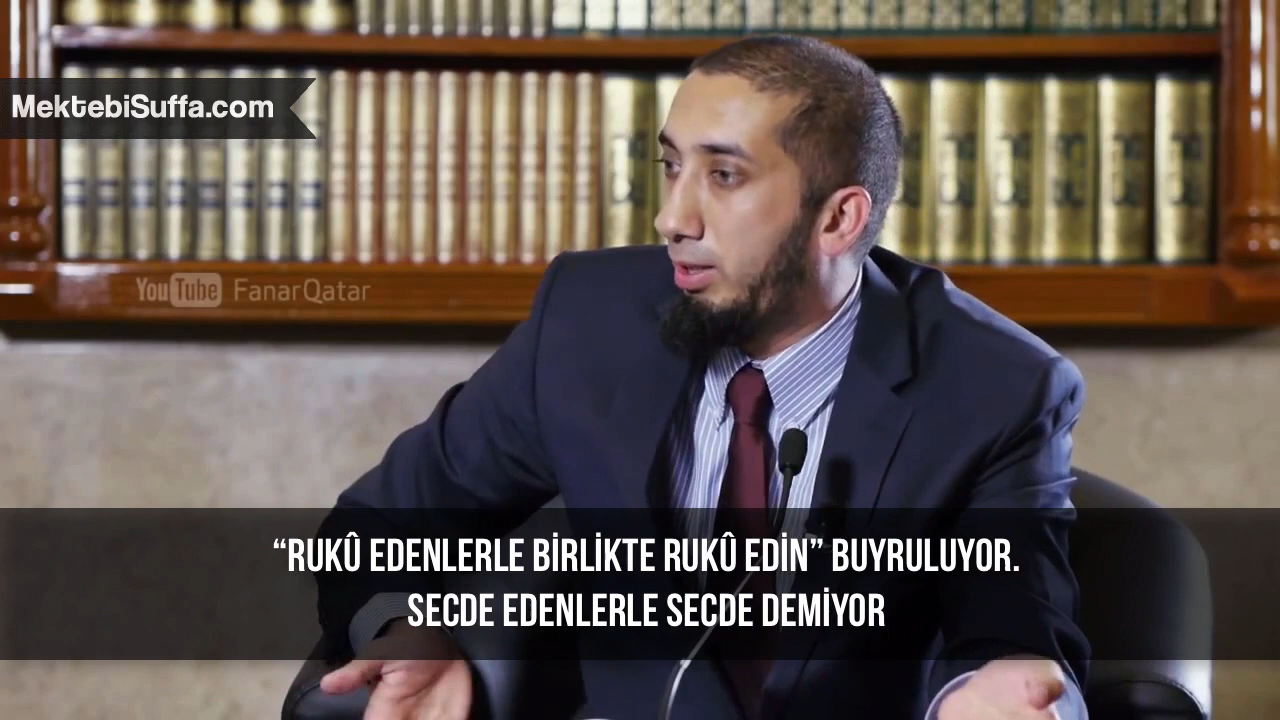 MektebiSuffa.com
YouTube FanarQatar
“RUKÛ EDENLERLE BİRLİKTE RUKÛ EDİN” BUYRULUYOR.
SECDE EDENLERLE SECDE DEMİYOR